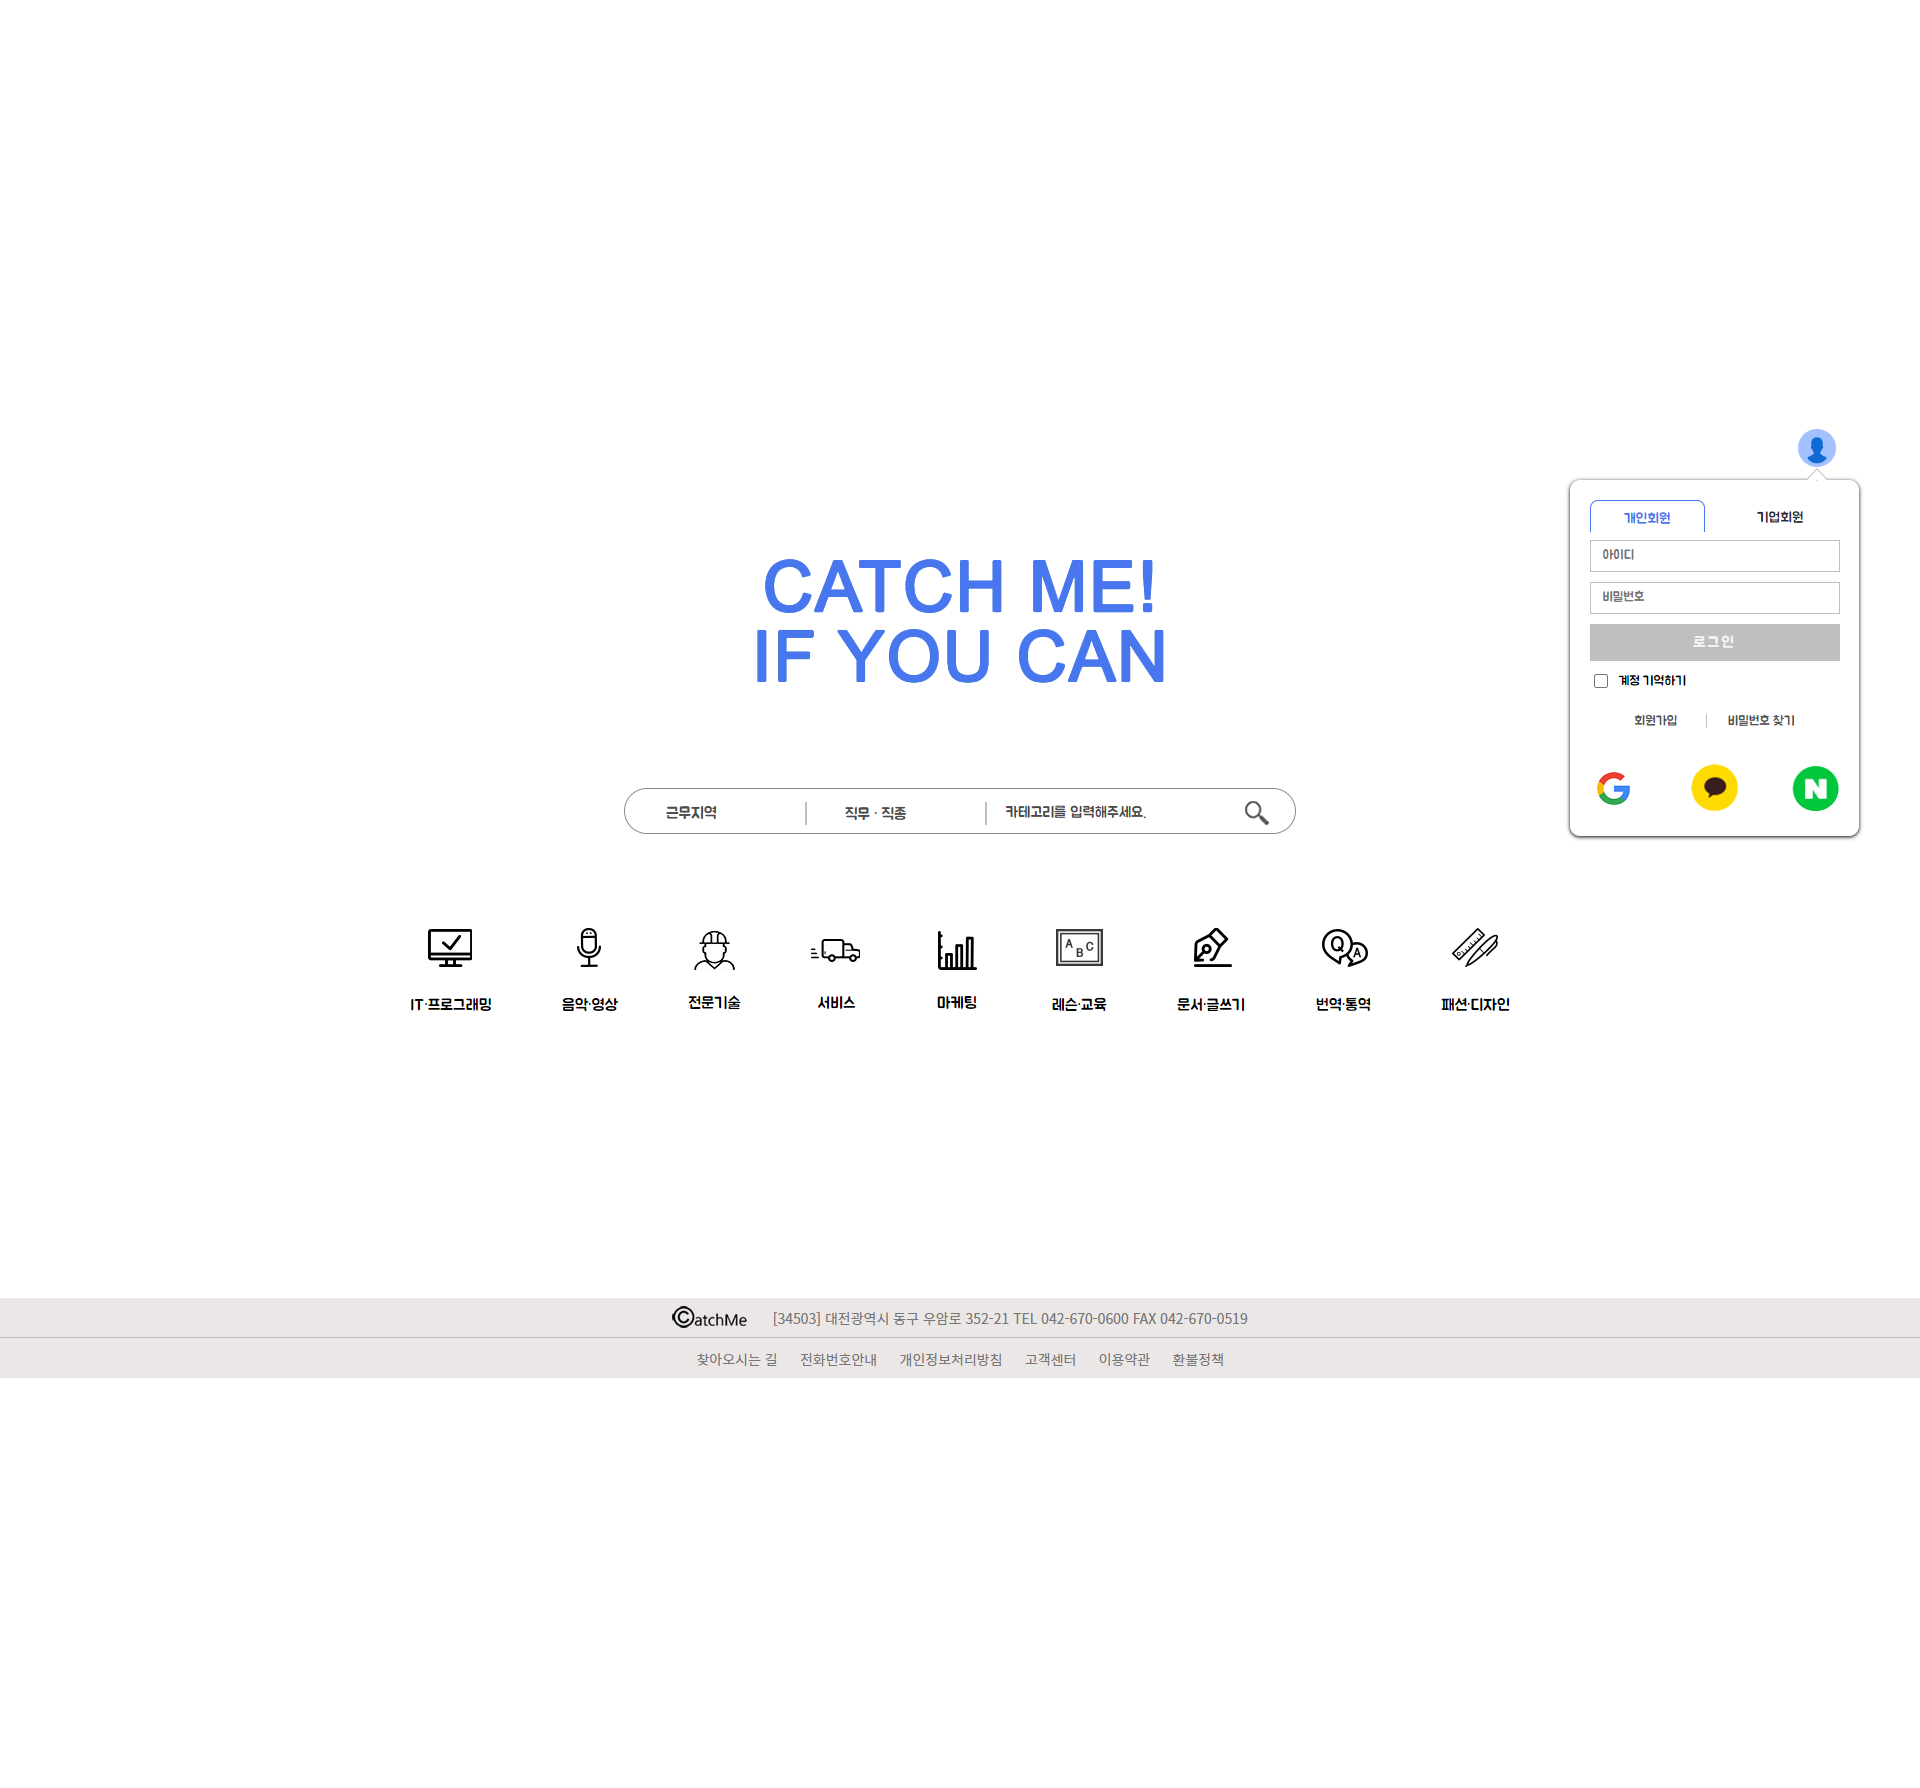 개인회원
기업회원
아이디
비밀번호
로그인
계정 기억하기
회원가입
비밀번호 찾기
N
CATCH ME!
IF YOU CAN
근무지역
직무 · 직종
카테고리를 입력해주세요.
A B C
Q A
IT·프로그래밍
음악·영상
전문기술
서비스
마케팅
레슨·교육
문서·글쓰기
번역·통역
패션·디자인
CatchMe
[34503] 대전광역시 동구 우암로 352-21 TEL 042-670-0600 FAX 042-670-0519
찾아오시는 길 전화번호안내 개인정보처리방침 고객센터 이용약관 환불정책